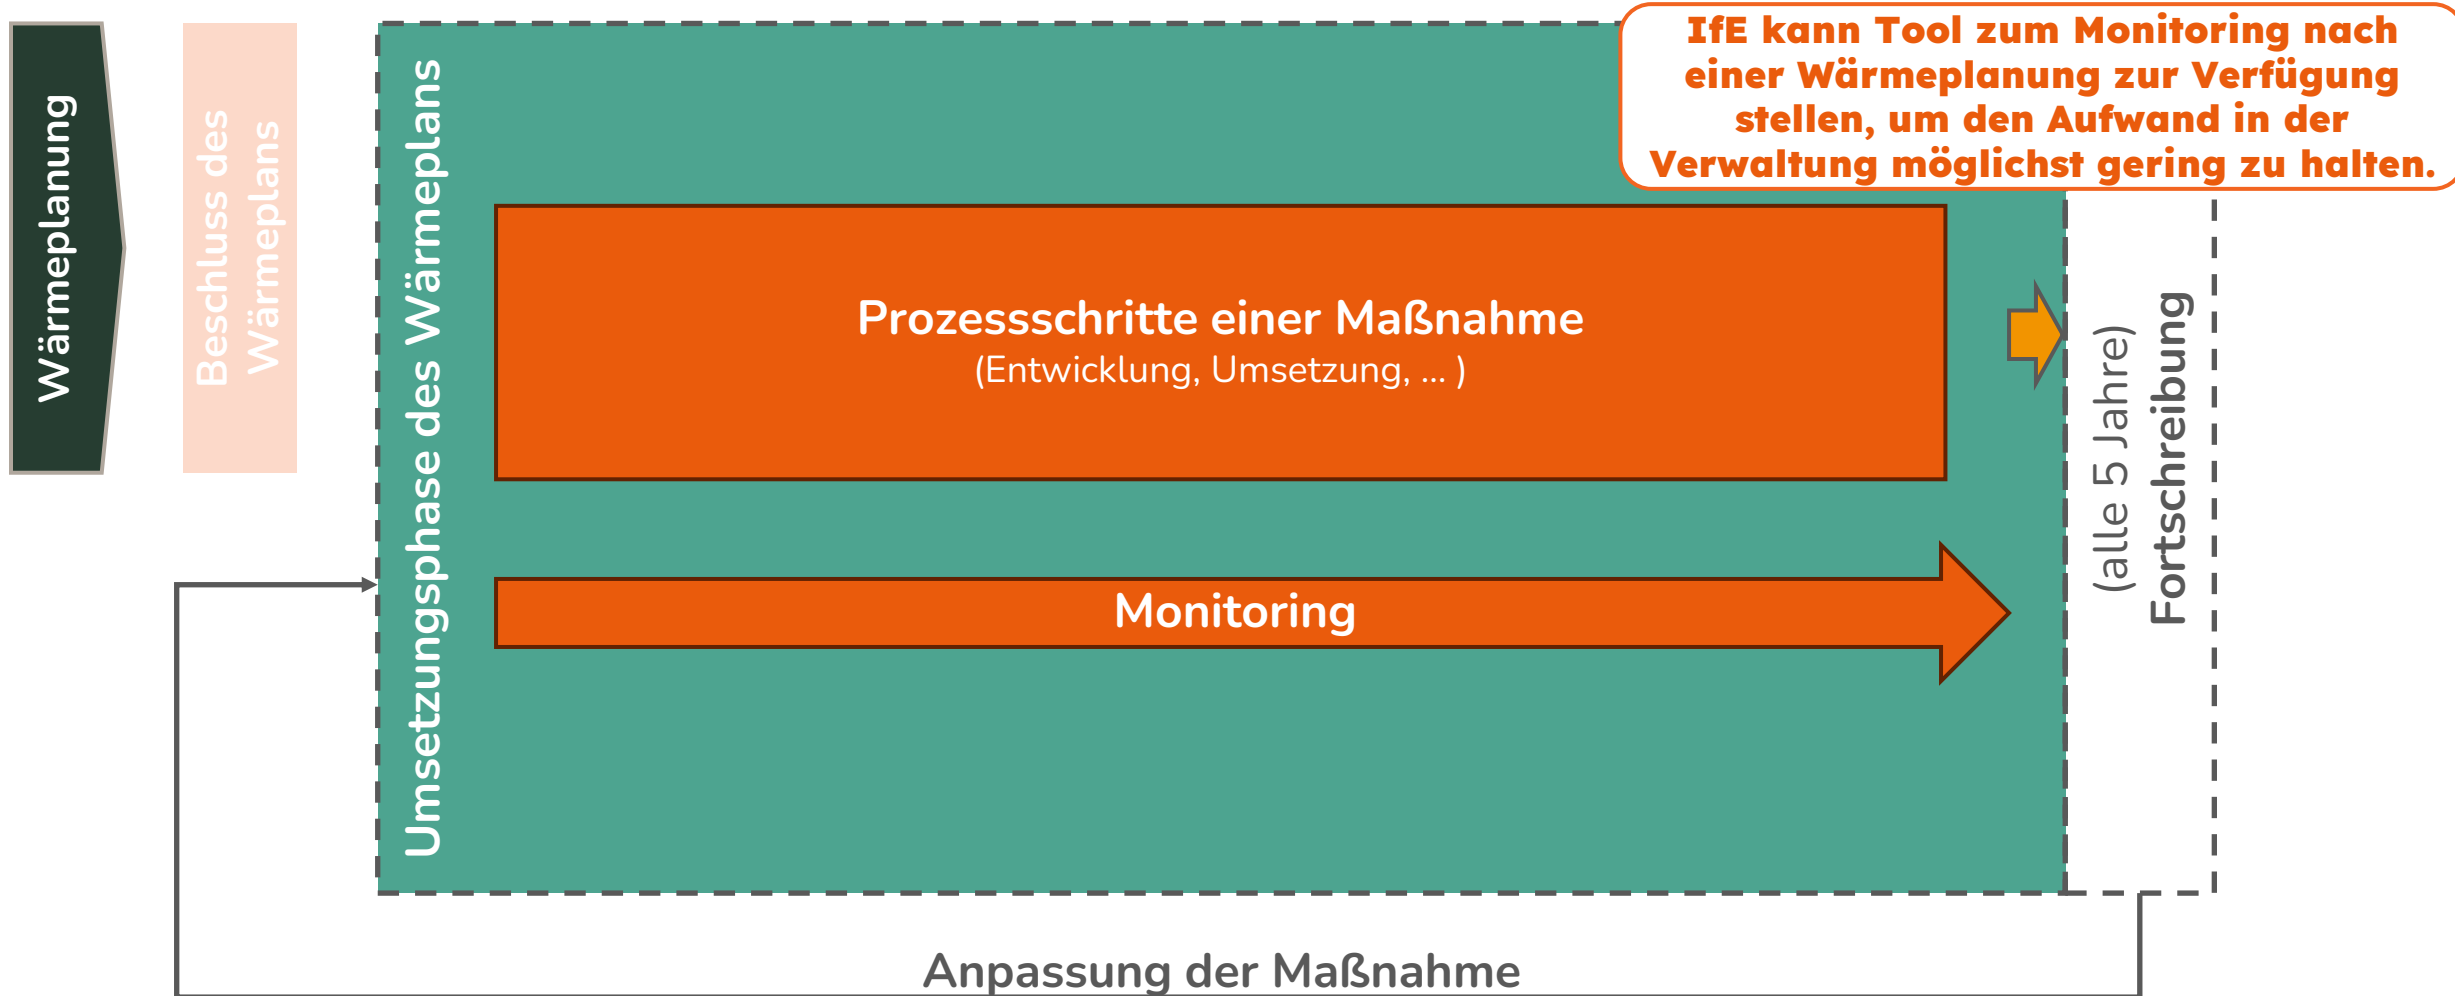 Wärmeplanung
Beschluss des
Wärmeplans
Umsetzungsphase des Wärmeplans
IfE kann Tool zum Monitoring nach
einer Wärmeplanung zur Verfügung
stellen, um den Aufwand in der
Verwaltung möglichst gering zu halten.
Prozessschritte einer Maßnahme
(Entwicklung, Umsetzung, ... )
Monitoring
(alle 5 Jahre)
Fortschreibung
Anpassung der Maßnahme